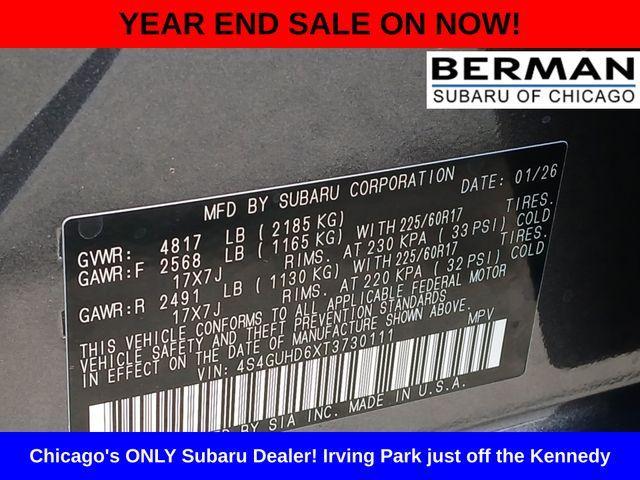 YEAR END SALE ON NOW!
BERMAN
SUBARU OF CHICAGO
MFD BY SUBARU CORPORATION DATE: 01/26
GVWR: 4817 LB ( 2185 KG)
GAWR:F 2568 LB ( 1165 KG) WITH 225/60R17 TIRES.
17X7J RIMS. AT 230 KPA ( 33 PSI) COLD
GAWR:R 2491 LB ( 1130 KG) WITH 225/60R17 TIRES.
17X7J RIMS. AT 220 KPA ( 32 PSI) COLD
THIS VEHICLE CONFORMS TO ALL APPLICABLE FEDERAL MOTOR
VEHICLE SAFETY AND THEFT PREVENTION STANDARDS
IN EFFECT ON THE DATE OF MANUFACTURE SHOWN ABOVE.
VIN: 4S4GUHD6XT3730111 MPV
BY SIA INC. MADE IN U.S.A.
Chicago's ONLY Subaru Dealer! Irving Park just off the Kennedy